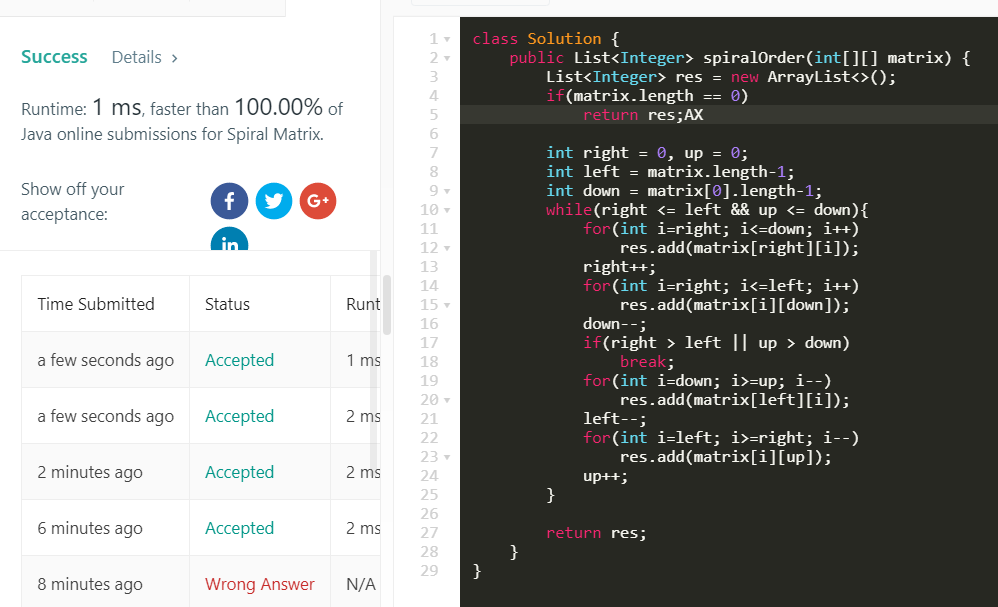 Success Details >
Runtime: 1 ms, faster than 100.00% of
Java online submissions for Spiral Matrix.
Show off your
acceptance:
f
G+
in
Time Submitted Status Runt
a few seconds ago Accepted 1 ms
a few seconds ago Accepted 2 ms
2 minutes ago Accepted 2 ms
6 minutes ago Accepted 2 ms
8 minutes ago Wrong Answer N/A
1 class Solution {
2 public List<Integer> spiralOrder(int[][] matrix) {
3 List<Integer> res = new ArrayList<>();
4 if(matrix.length == 0)
5 return res;AX
6
7 int right = 0, up = 0;
8 int left = matrix.length-1;
9 int down = matrix[0].length-1;
10 while(right <= left && up <= down){
11 for(int i=right; i<=down; i++)
12 res.add(matrix[right][i]);
13 right++;
14 for(int i=right; i<=left; i++)
15 res.add(matrix[i][down]);
16 down--;
17 if(right > left || up > down)
18 break;
19 for(int i=down; i>=up; i--)
20 res.add(matrix[left][i]);
21 left--;
22 for(int i=left; i>=right; i--)
23 res.add(matrix[i][up]);
24 up++;
25 }
26
27 return res;
28 }
29 }